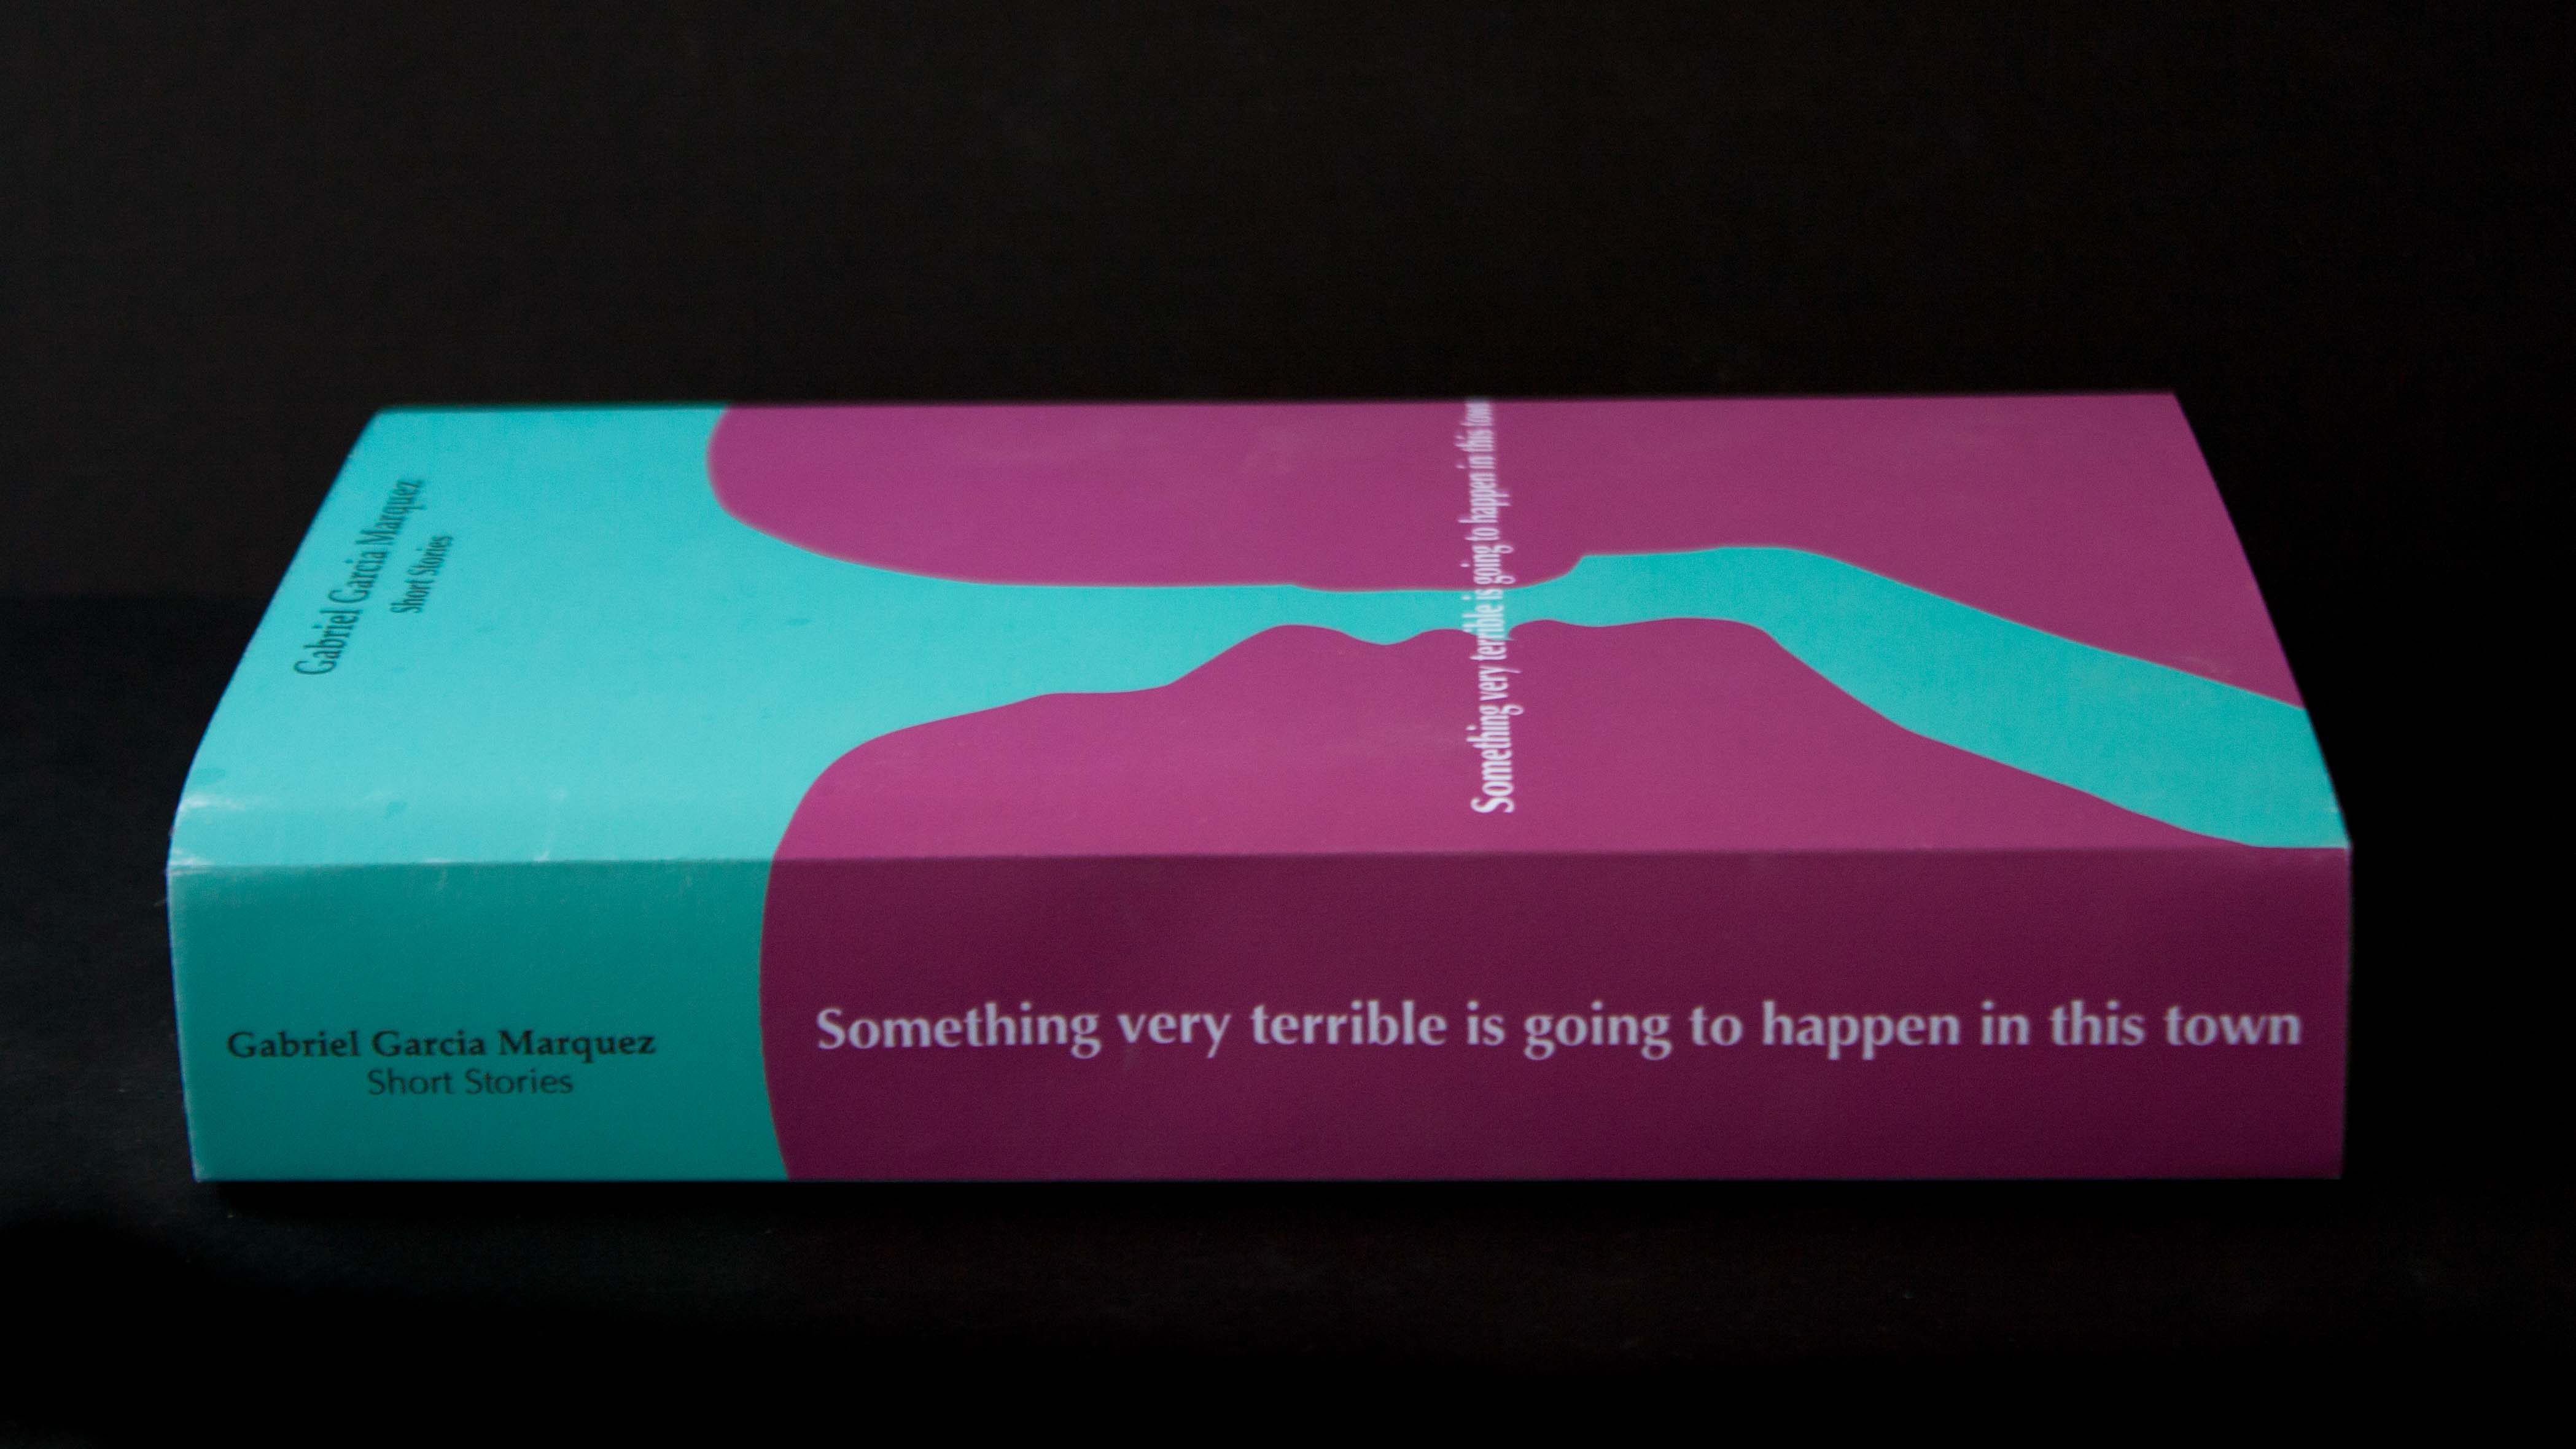 Gabriel Garcia Marquez
Short Stories
Something very terrible is going to happen in this town
Gabriel Garcia Marquez
Short Stories
Something very terrible is going to happen in this town